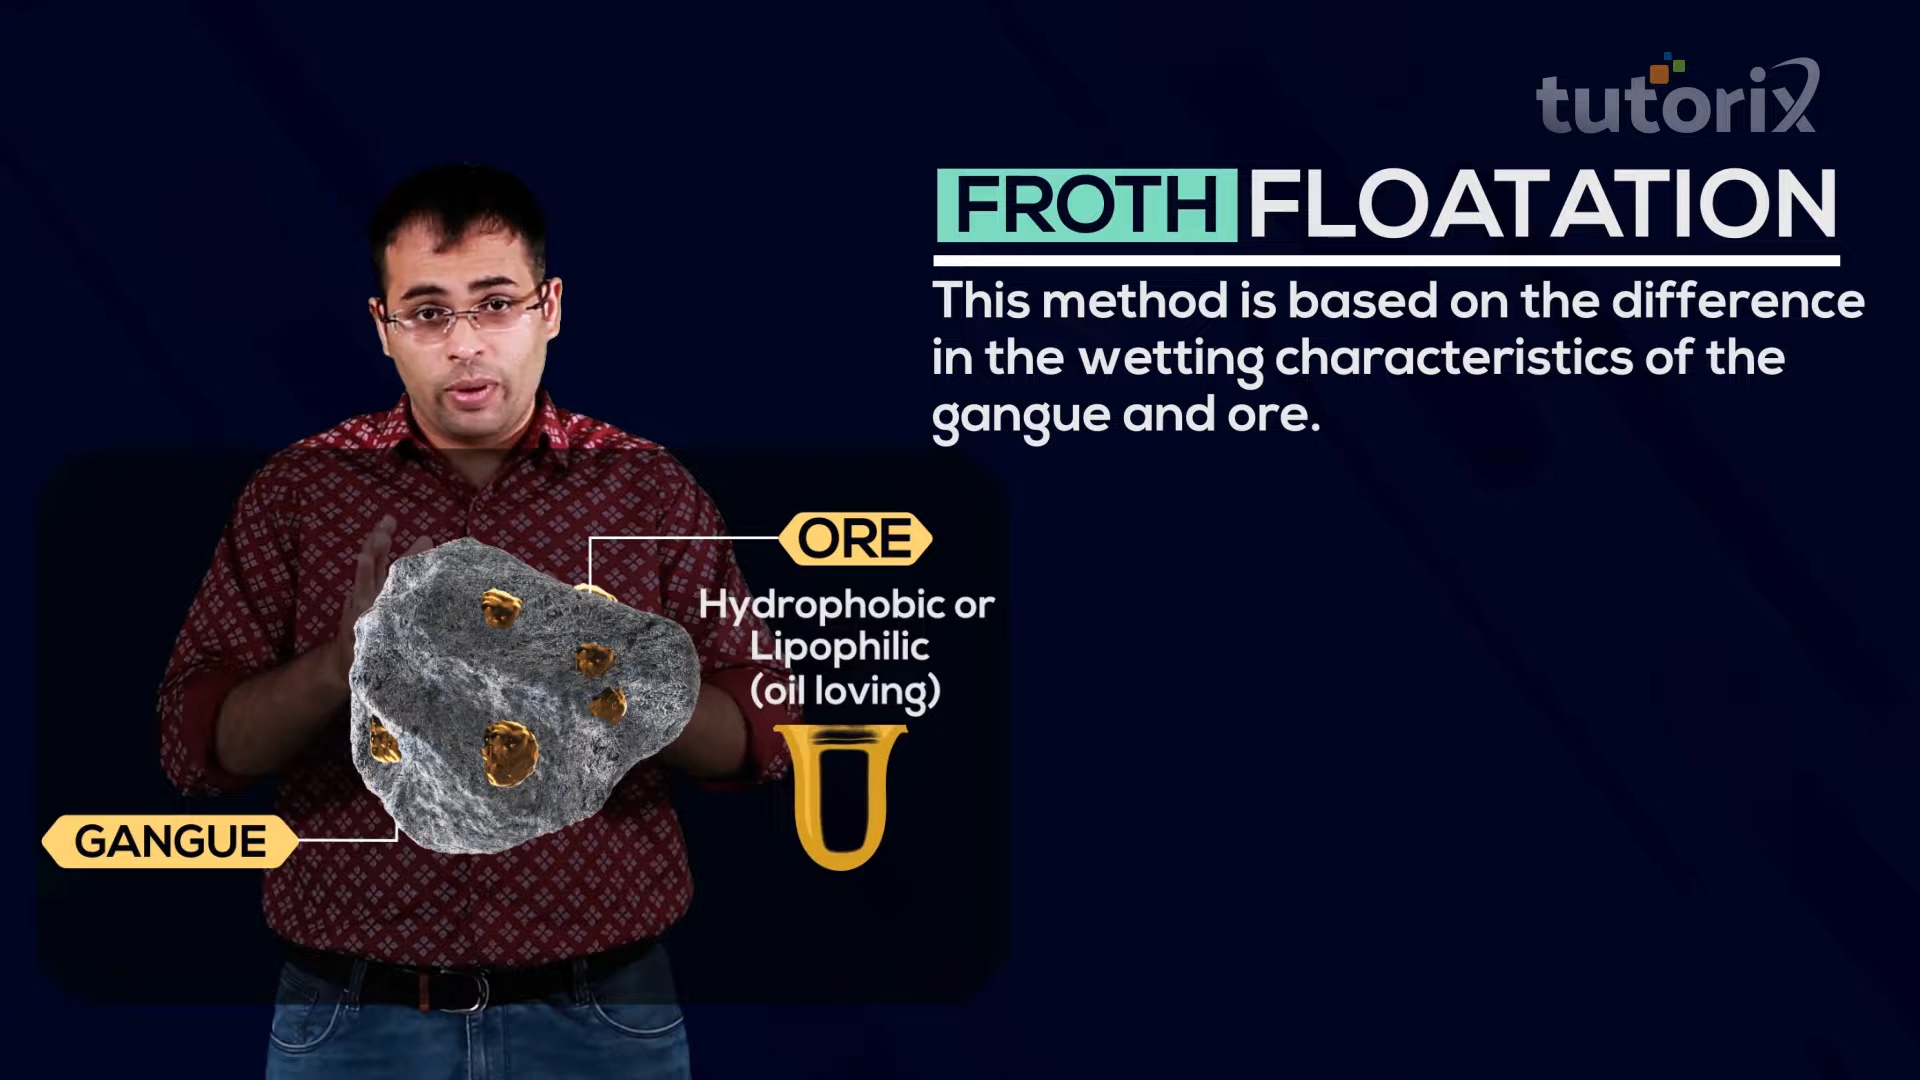 tutorix
FROTH FLOATATION
This method is based on the difference
in the wetting characteristics of the
gangue and ore.
ORE
Hydrophobic or
Lipophilic
(oil loving)
GANGUE